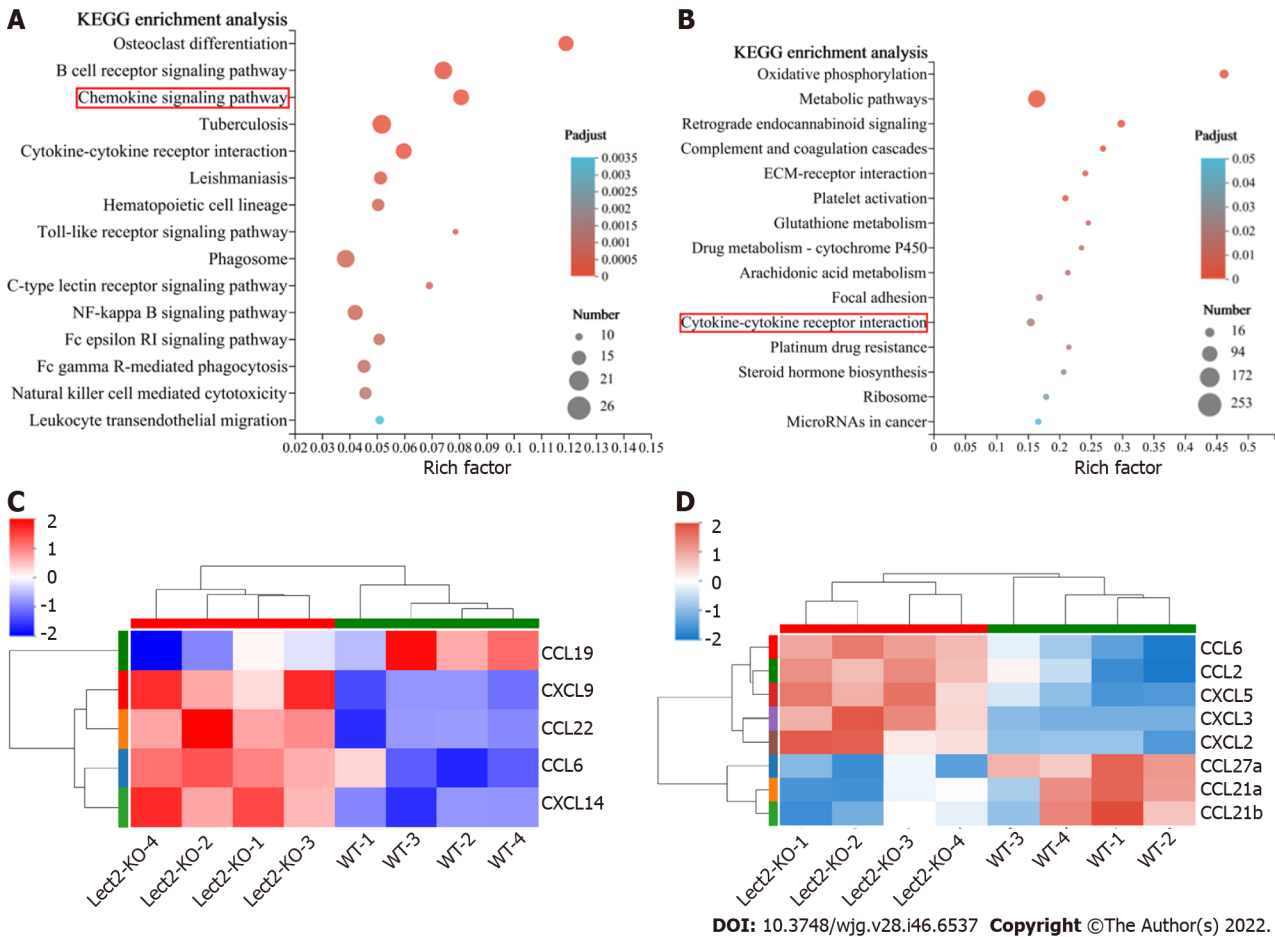 A
KEGG enrichment analysis
Osteoclast differentiation
B cell receptor signaling pathway
Chemokine signaling pathway
Tuberculosis
Cytokine-cytokine receptor interaction
Leishmaniasis
Hematopoietic cell lineage
Toll-like receptor signaling pathway
Phagosome
C-type lectin receptor signaling pathway
NF-kappa B signaling pathway
Fc epsilon RI signaling pathway
Fc gamma R-mediated phagocytosis
Natural killer cell mediated cytotoxicity
Leukocyte transendothelial migration
0.02 0.03 0.04 0.05 0.06 0.07 0.08 0.09 0.1 0.11 0.12 0.13 0.14 0.15
Rich factor
Padjust
0.0035
0.003
0.0025
0.002
0.0015
0.001
0.0005
0
Number
10
15
21
26
B
KEGG enrichment analysis
Oxidative phosphorylation
Metabolic pathways
Retrograde endocannabinoid signaling
Complement and coagulation cascades
ECM-receptor interaction
Platelet activation
Glutathione metabolism
Drug metabolism - cytochrome P450
Arachidonic acid metabolism
Focal adhesion
Cytokine-cytokine receptor interaction
Platinum drug resistance
Steroid hormone biosynthesis
Ribosome
MicroRNAs in cancer
0 0.05 0.1 0.15 0.2 0.25 0.3 0.35 0.4 0.45 0.5
Rich factor
Padjust
0.05
0.04
0.03
0.02
0.01
0
Number
16
94
172
253
C
2
1
0
-1
-2
CCL19
CXCL9
CCL22
CCL6
CXCL14
Lect2-KO-4 Lect2-KO-2 Lect2-KO-1 Lect2-KO-3 WT-1 WT-3 WT-2 WT-4
D
2
1
0
-1
-2
CCL6
CCL2
CXCL5
CXCL3
CXCL2
CCL27a
CCL21a
CCL21b
Lect2-KO-1 Lect2-KO-2 Lect2-KO-3 Lect2-KO-4 WT-3 WT-4 WT-1 WT-2
DOI: 10.3748/wjg.v28.i46.6537 Copyright ©The Author(s) 2022.